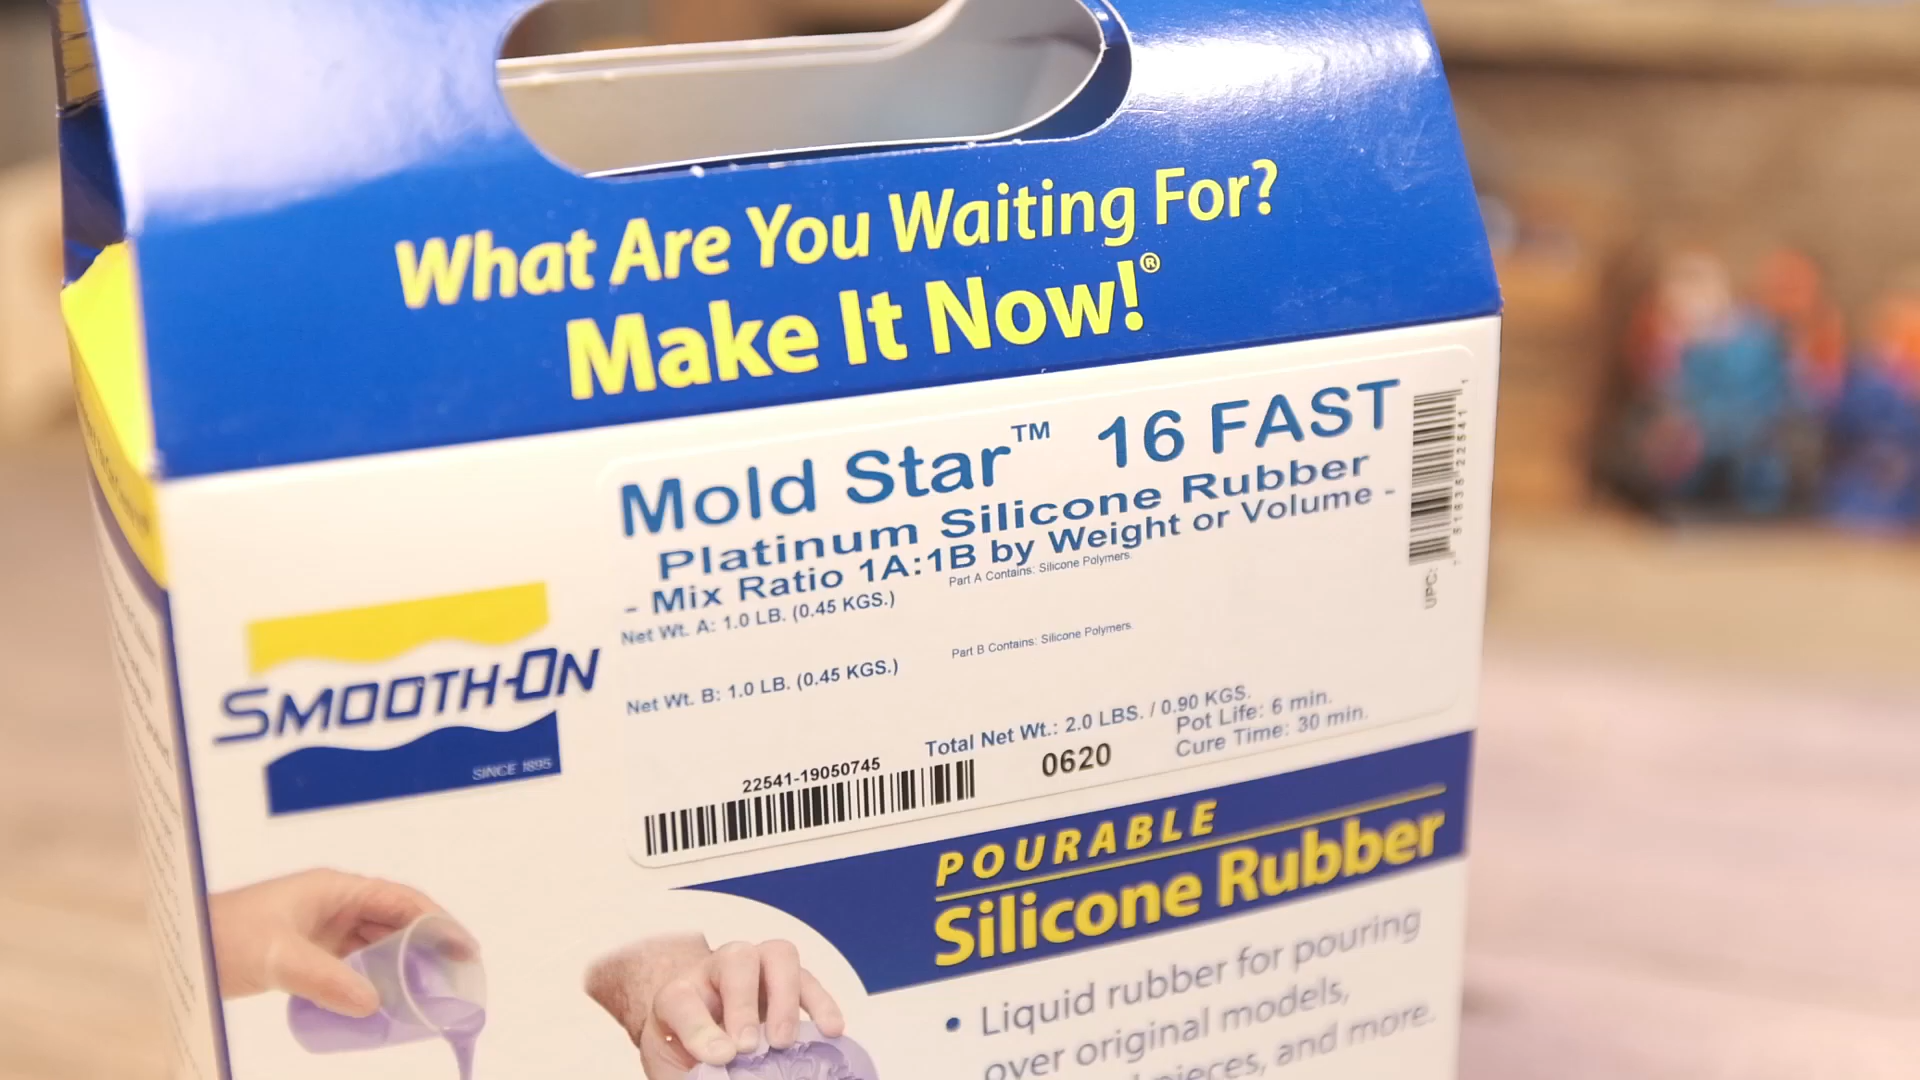 What Are You Waiting For?
Make It Now!®
Mold Star™ 16 FAST
Platinum Silicone Rubber
- Mix Ratio 1A:1B by Weight or Volume -
Part A Contains: Silicone Polymers.
Net Wt. A: 1.0 LB. (0.45 KGS.)
Part B Contains: Silicone Polymers.
Net Wt. B: 1.0 LB. (0.45 KGS.)
Total Net Wt.: 2.0 LBS. / 0.90 KGS.
Pot Life: 6 min.
Cure Time: 30 min.
0620
22541-19050745
UPC:
SMOOTH-ON
SINCE 1895
POURABLE
Silicone Rubber
• Liquid rubber for pouring
over original models,
pieces, and more.